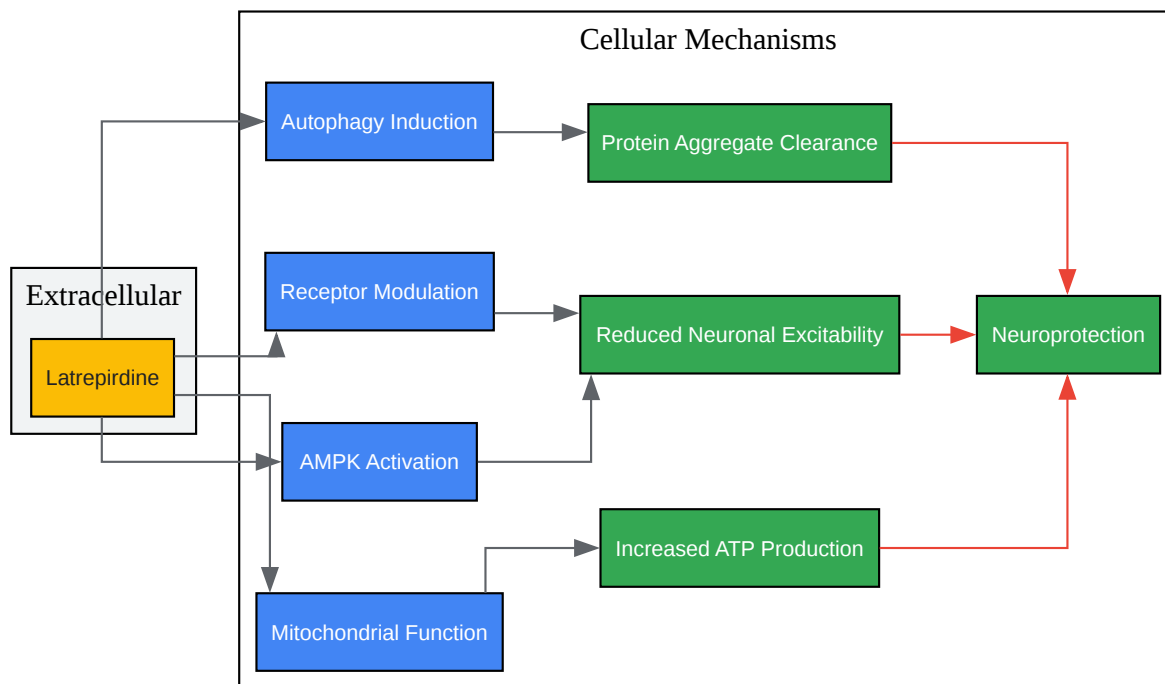 Cellular Mechanisms
Autophagy Induction
Protein Aggregate Clearance
Receptor Modulation
Extracellular
Reduced Neuronal Excitability
Neuroprotection
Latrepirdine
AMPK Activation
Increased ATP Production
Mitochondrial Function